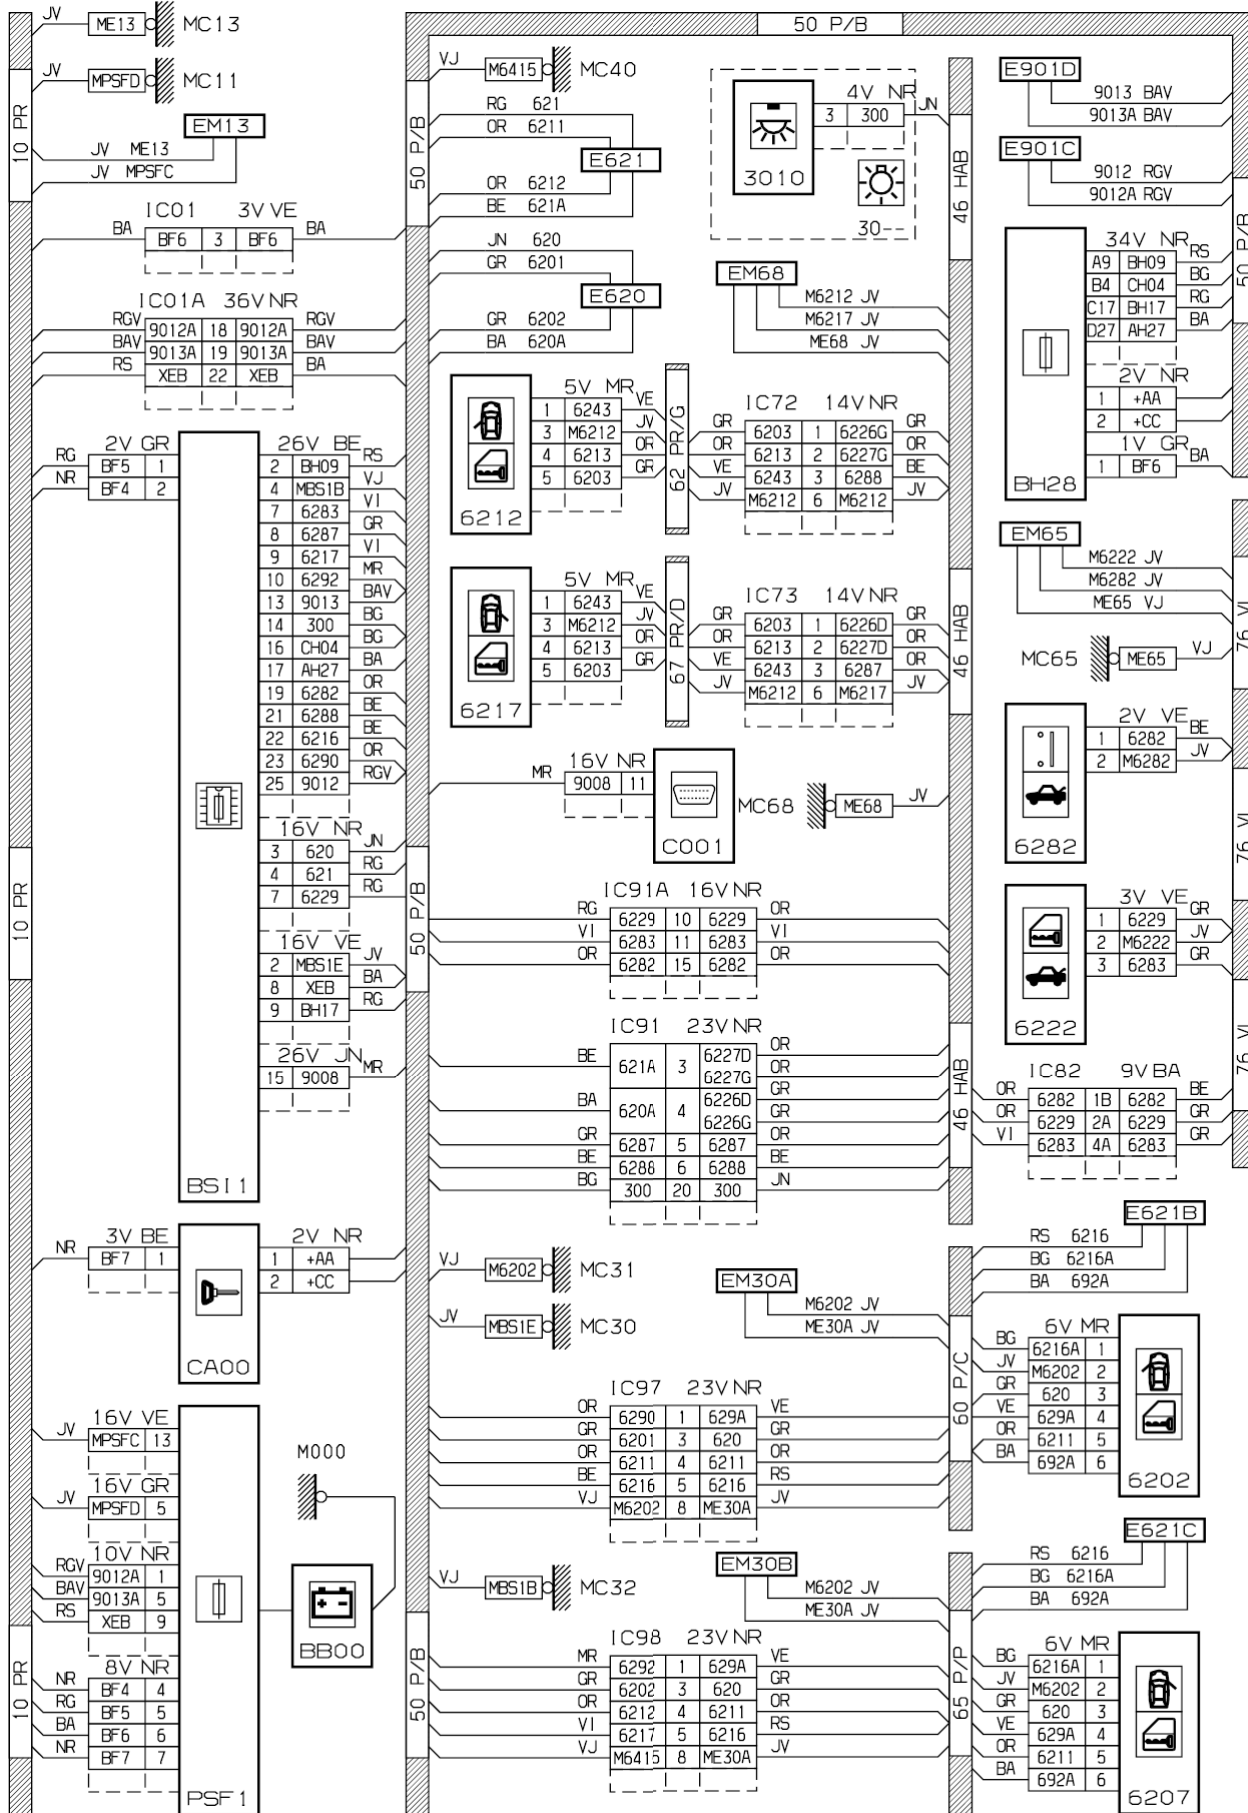 JV ME13 MC13
JV MPSFD MC11
10 PR
EM13
JV ME13
JV MPSFC
IC01 3V VE
BA BF6 3 BF6 BA
IC01A 36V NR
RGV 9012A 18 9012A RGV
BAV 9013A 19 9013A BAV
RS XEB 22 XEB BA
2V GR
RG BF5 1
NR BF4 2
26V BE
2 BH09 RS
4 MBS1B VJ
7 6283 VI
8 6287 GR
9 6217 VI
10 6292 MR
13 9013 BAV
14 300 BG
16 CH04 BG
17 AH27 BA
19 6282 OR
21 6288 BE
22 6216 BE
23 6290 OR
25 9012 RGV
16V NR
3 620 JN
4 621 RG
7 6229 RG
10 PR
16V VE
2 MBS1E JV
8 XEB BA
9 BH17 RG
26V JN
15 9008 MR
BSI1
3V BE
NR BF7 1
2V NR
1 +AA
2 +CC
CA00
16V VE
JV MPSFC 13
16V GR
JV MPSFD 5
10V NR
RGV 9012A 1
BAV 9013A 5
RS XEB 9
8V NR
NR BF4 4
RG BF5 5
BA BF6 6
NR BF7 7
10 PR
PSF1
M000
BB00
50 P/B
VJ M6415 MC40
50 P/B
RG 621
OR 6211
E621
OR 6212
BE 621A
JN 620
GR 6201
E620
GR 6202
BA 620A
4V NR
3 300 JN
3010
30--
46 HAB
EM68
M6212 JV
M6217 JV
ME68 JV
5V MR
1 6243 VE
3 M6212 JV
4 6213 OR
5 6203 GR
6212
62 PR/G
IC72 14V NR
GR 6203 1 6226G GR
OR 6213 2 6227G OR
VE 6243 3 6288 BE
JV M6212 6 M6212 JV
5V MR
1 6243 VE
3 M6212 JV
4 6213 OR
5 6203 GR
6217
67 PR/D
IC73 14V NR
GR 6203 1 6226D GR
OR 6213 2 6227D OR
VE 6243 3 6287 OR
JV M6212 6 M6217 JV
46 HAB
16V NR
MR 9008 11
C001
MC68 ME68 JV
50 P/B
IC91A 16V NR
RG 6229 10 6229 OR
VI 6283 11 6283 VI
OR 6282 15 6282 OR
IC91 23V NR
BE 621A 3 6227D OR
6227G OR
BA 620A 4 6226D GR
6226G GR
GR 6287 5 6287 OR
BE 6288 6 6288 BE
BG 300 20 300 JN
46 HAB
VJ M6202 MC31
JV MBS1E MC30
EM30A
M6202 JV
ME30A JV
IC97 23V NR
OR 6290 1 629A VE
GR 6201 3 620 GR
OR 6211 4 6211 OR
BE 6216 5 6216 RS
VJ M6202 8 ME30A JV
60 P/C
VJ MBS1B MC32
EM30B
M6202 JV
ME30A JV
50 P/B
IC98 23V NR
MR 6292 1 629A VE
GR 6202 3 620 GR
OR 6212 4 6211 OR
VI 6217 5 6216 RS
VJ M6415 8 ME30A JV
65 P/P
E901D
9013 BAV
9013A BAV
E901C
9012 RGV
9012A RGV
50 P/B
34V NR
A9 BH09 RS
B4 CH04 BG
C17 BH17 RG
D27 AH27 BA
2V NR
1 +AA
2 +CC
1V GR
1 BF6 BA
BH28
EM65
M6222 JV
M6282 JV
ME65 VJ
76 VL
MC65 ME65 VJ
2V VE
1 6282 BE
2 M6282 JV
6282
76 VL
3V VE
1 6229 GR
2 M6222 JV
3 6283 GR
6222
76 VL
IC82 9V BA
OR 6282 1B 6282 BE
OR 6229 2A 6229 GR
VI 6283 4A 6283 GR
E621B
RS 6216
BG 6216A
BA 692A
6V MR
BG 6216A 1
JV M6202 2
GR 620 3
VE 629A 4
OR 6211 5
BA 692A 6
6202
E621C
RS 6216
BG 6216A
BA 692A
6V MR
BG 6216A 1
JV M6202 2
GR 620 3
VE 629A 4
OR 6211 5
BA 692A 6
6207